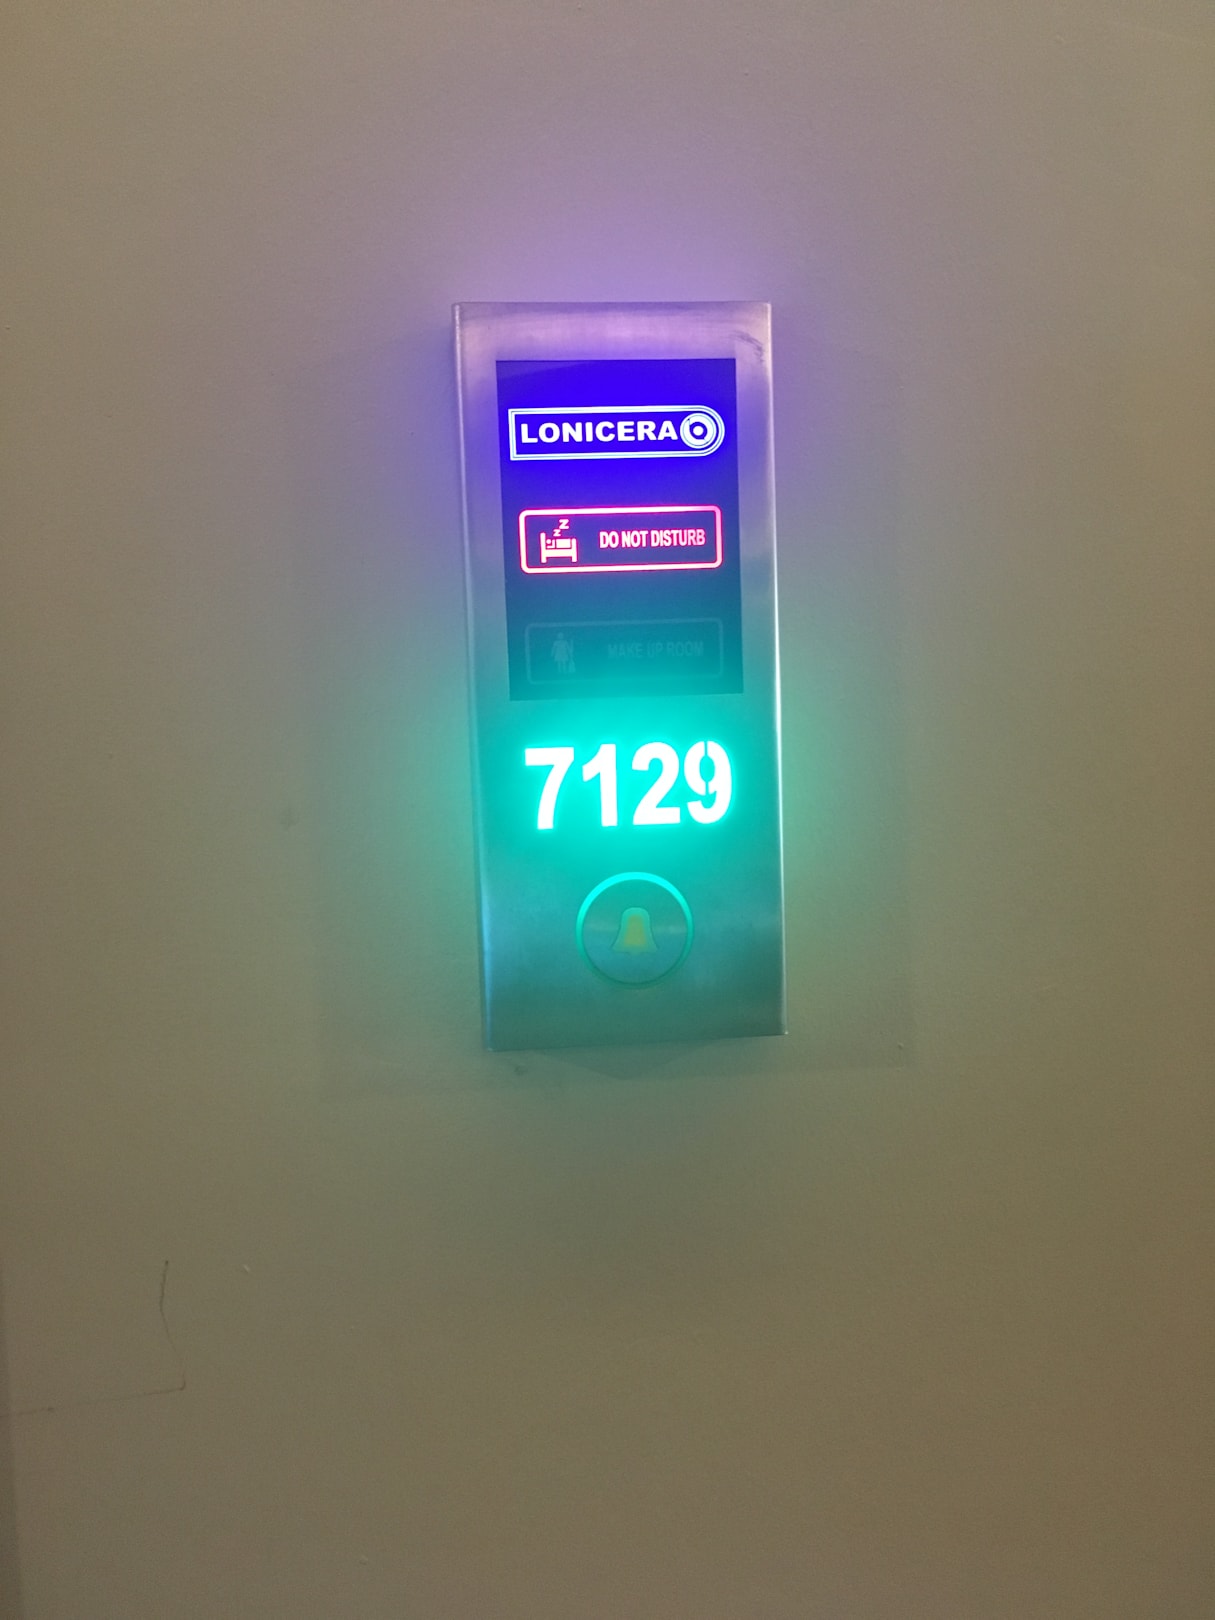 LONICERA
DO NOT DISTURB
MAKE UP ROOM
7129